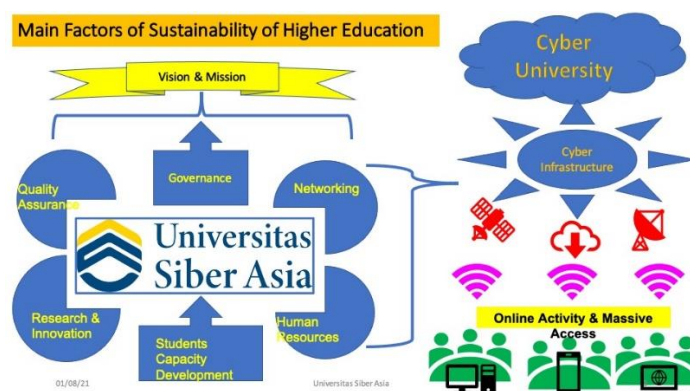 Main Factors of Sustainability of Higher Education
Vision & Mission
Quality
Assurance
Governance
Networking
Universitas
Siber Asia
Research &
Innovation
Students
Capacity
Development
Human
Resources
Cyber
University
Cyber
Infrastructure
Online Activity & Massive
Access
01/08/21
Universitas Siber Asia